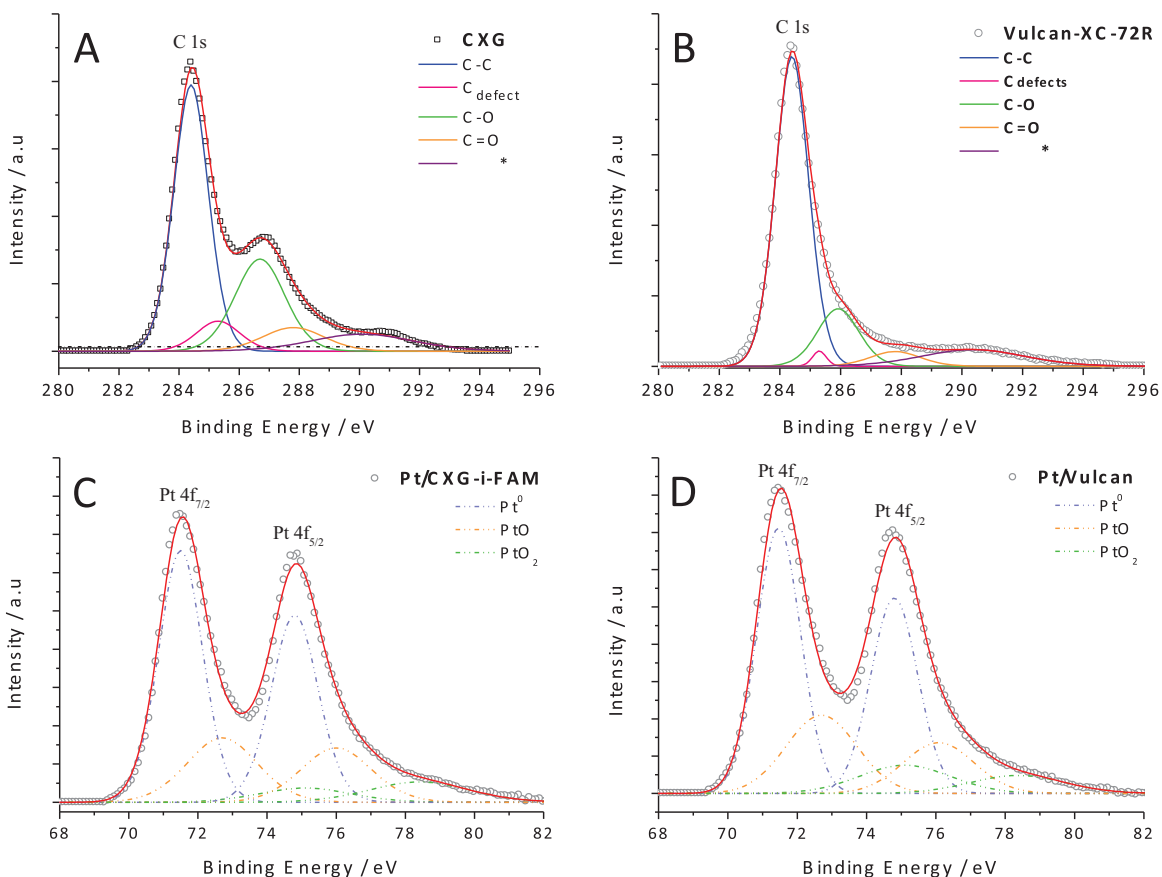 A
C 1s
CXG
C-C
C defect
C-O
C=O
*
Intensity / a.u
280 282 284 286 288 290 292 294 296
Binding Energy / eV
B
C 1s
Vulcan-XC-72R
C-C
C defects
C-O
C=O
*
Intensity / a.u
280 282 284 286 288 290 292 294 296
Binding Energy / eV
C
Pt 4f7/2
Pt 4f5/2
Pt/CXG-i-FAM
Pt0
PtO
PtO2
Intensity / a.u
68 70 72 74 76 78 80 82
Binding Energy / eV
D
Pt 4f7/2
Pt 4f5/2
Pt/Vulcan
Pt0
PtO
PtO2
Intensity / a.u
68 70 72 74 76 78 80 82
Binding Energy / eV